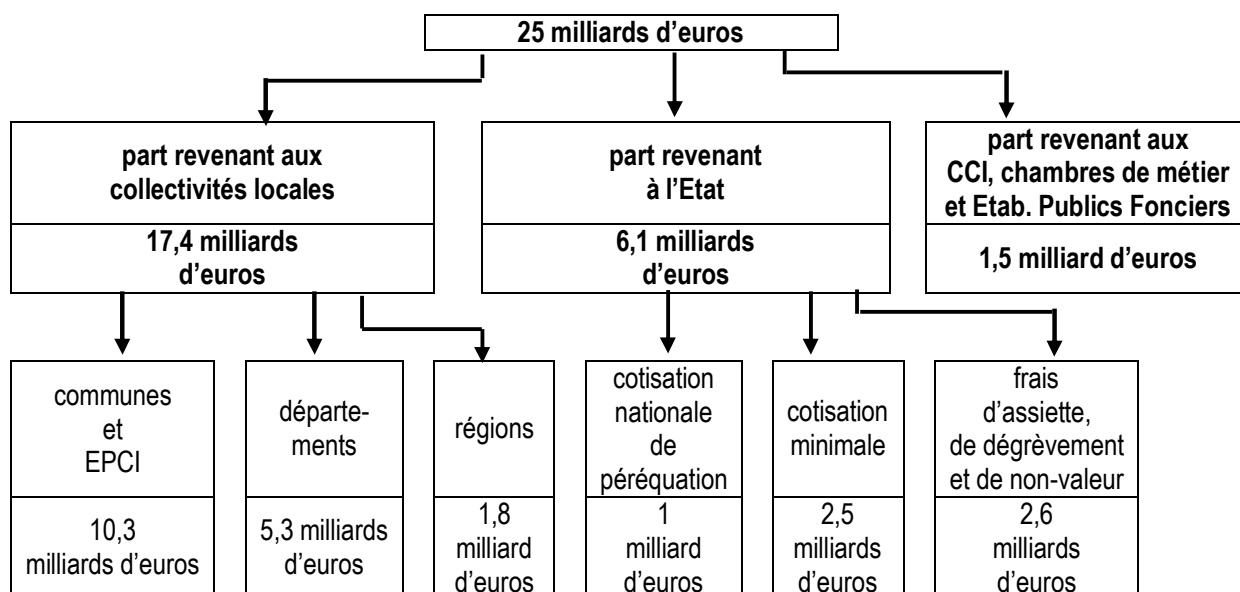 25 milliards d’euros
part revenant aux
collectivités locales
17,4 milliards
d’euros
part revenant
à l’Etat
6,1 milliards
d’euros
part revenant aux
CCI, chambres de métier
et Etab. Publics Fonciers
1,5 milliard d’euros
communes
et
EPCI
10,3
milliards d’euros
départe-
ments
5,3 milliards
d’euros
régions
1,8
milliard
d’euros
cotisation
nationale
de
péréquation
1
milliard
d’euros
cotisation
minimale
2,5
milliards
d’euros
frais
d’assiette,
de dégrèvement
et de non-valeur
2,6
milliards
d’euros